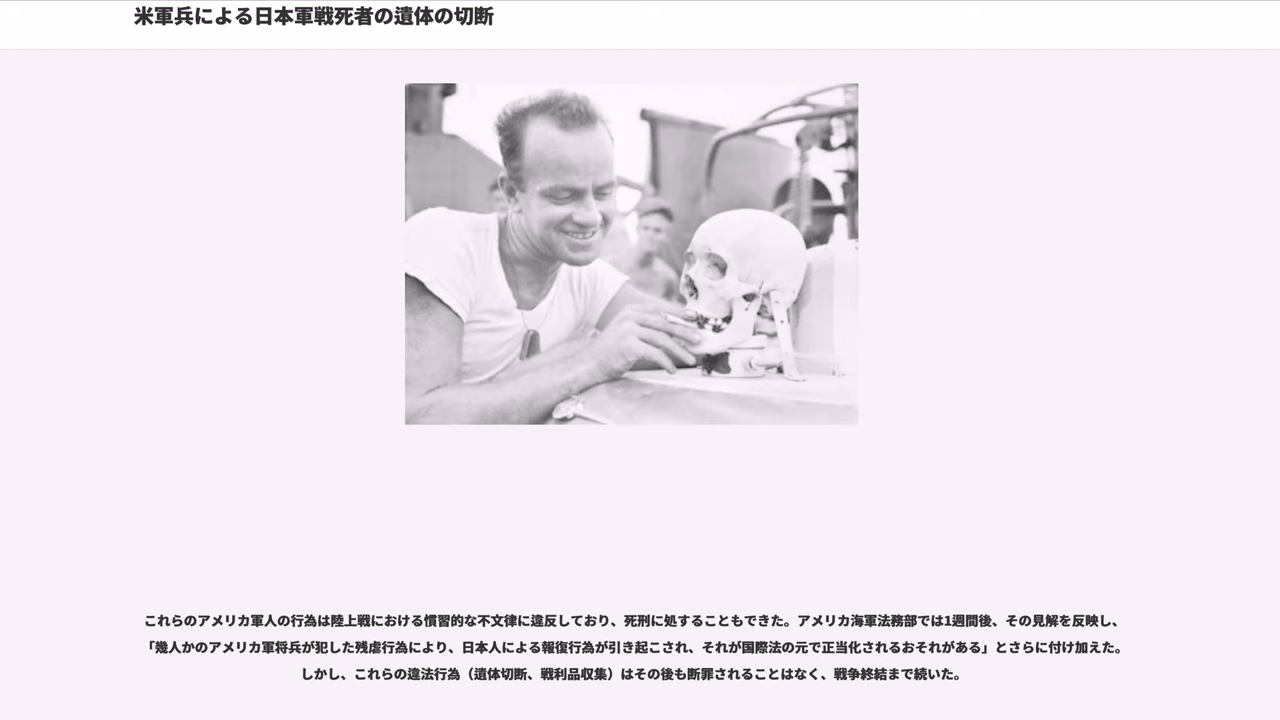 米軍兵による日本軍戦死者の遺体の切断
これらのアメリカ軍人の行為は陸上戦における慣習的な不文律に違反しており、死刑に処することもできた。アメリカ海軍法務部では1週間後、その見解を反映し、
「幾人かのアメリカ軍将兵が犯した残虐行為により、日本人による報復行為が引き起こされ、それが国際法の元で正当化されるおそれがある」とさらに付け加えた。
しかし、これらの違法行為（遺体切断、戦利品収集）はその後も断罪されることはなく、戦争終結まで続いた。